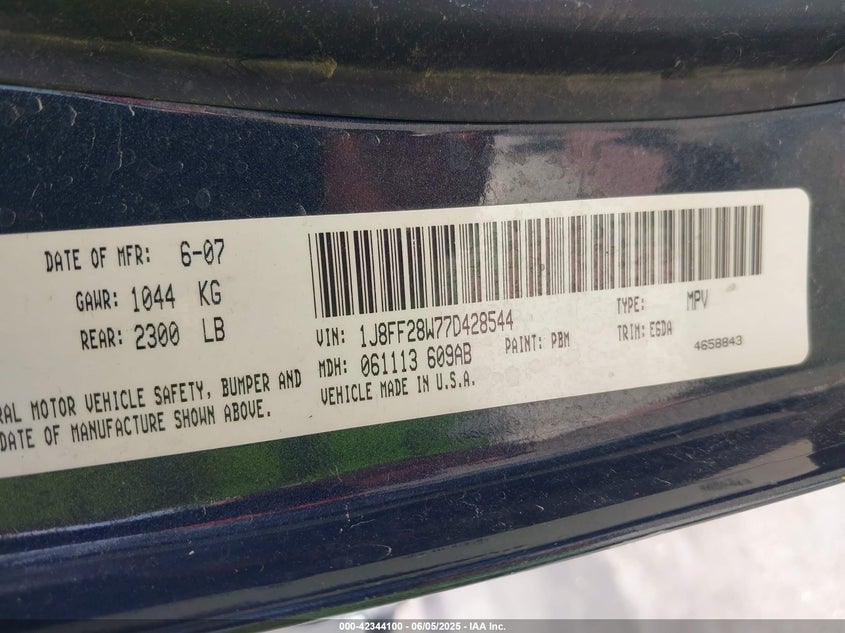 DATE OF MFR: 6-07
GAWR: 1044 KG
REAR: 2300 LB
RAL MOTOR VEHICLE SAFETY, BUMPER AND
DATE OF MANUFACTURE SHOWN ABOVE.
VIN: 1J8FF28W77D428544
TYPE: MPV
MDH: 061113 609AB
PAINT: PBM
TRIM: E6DA
VEHICLE MADE IN U.S.A.
4658843
000-42344100 - 06/05/2025 - IAA Inc.